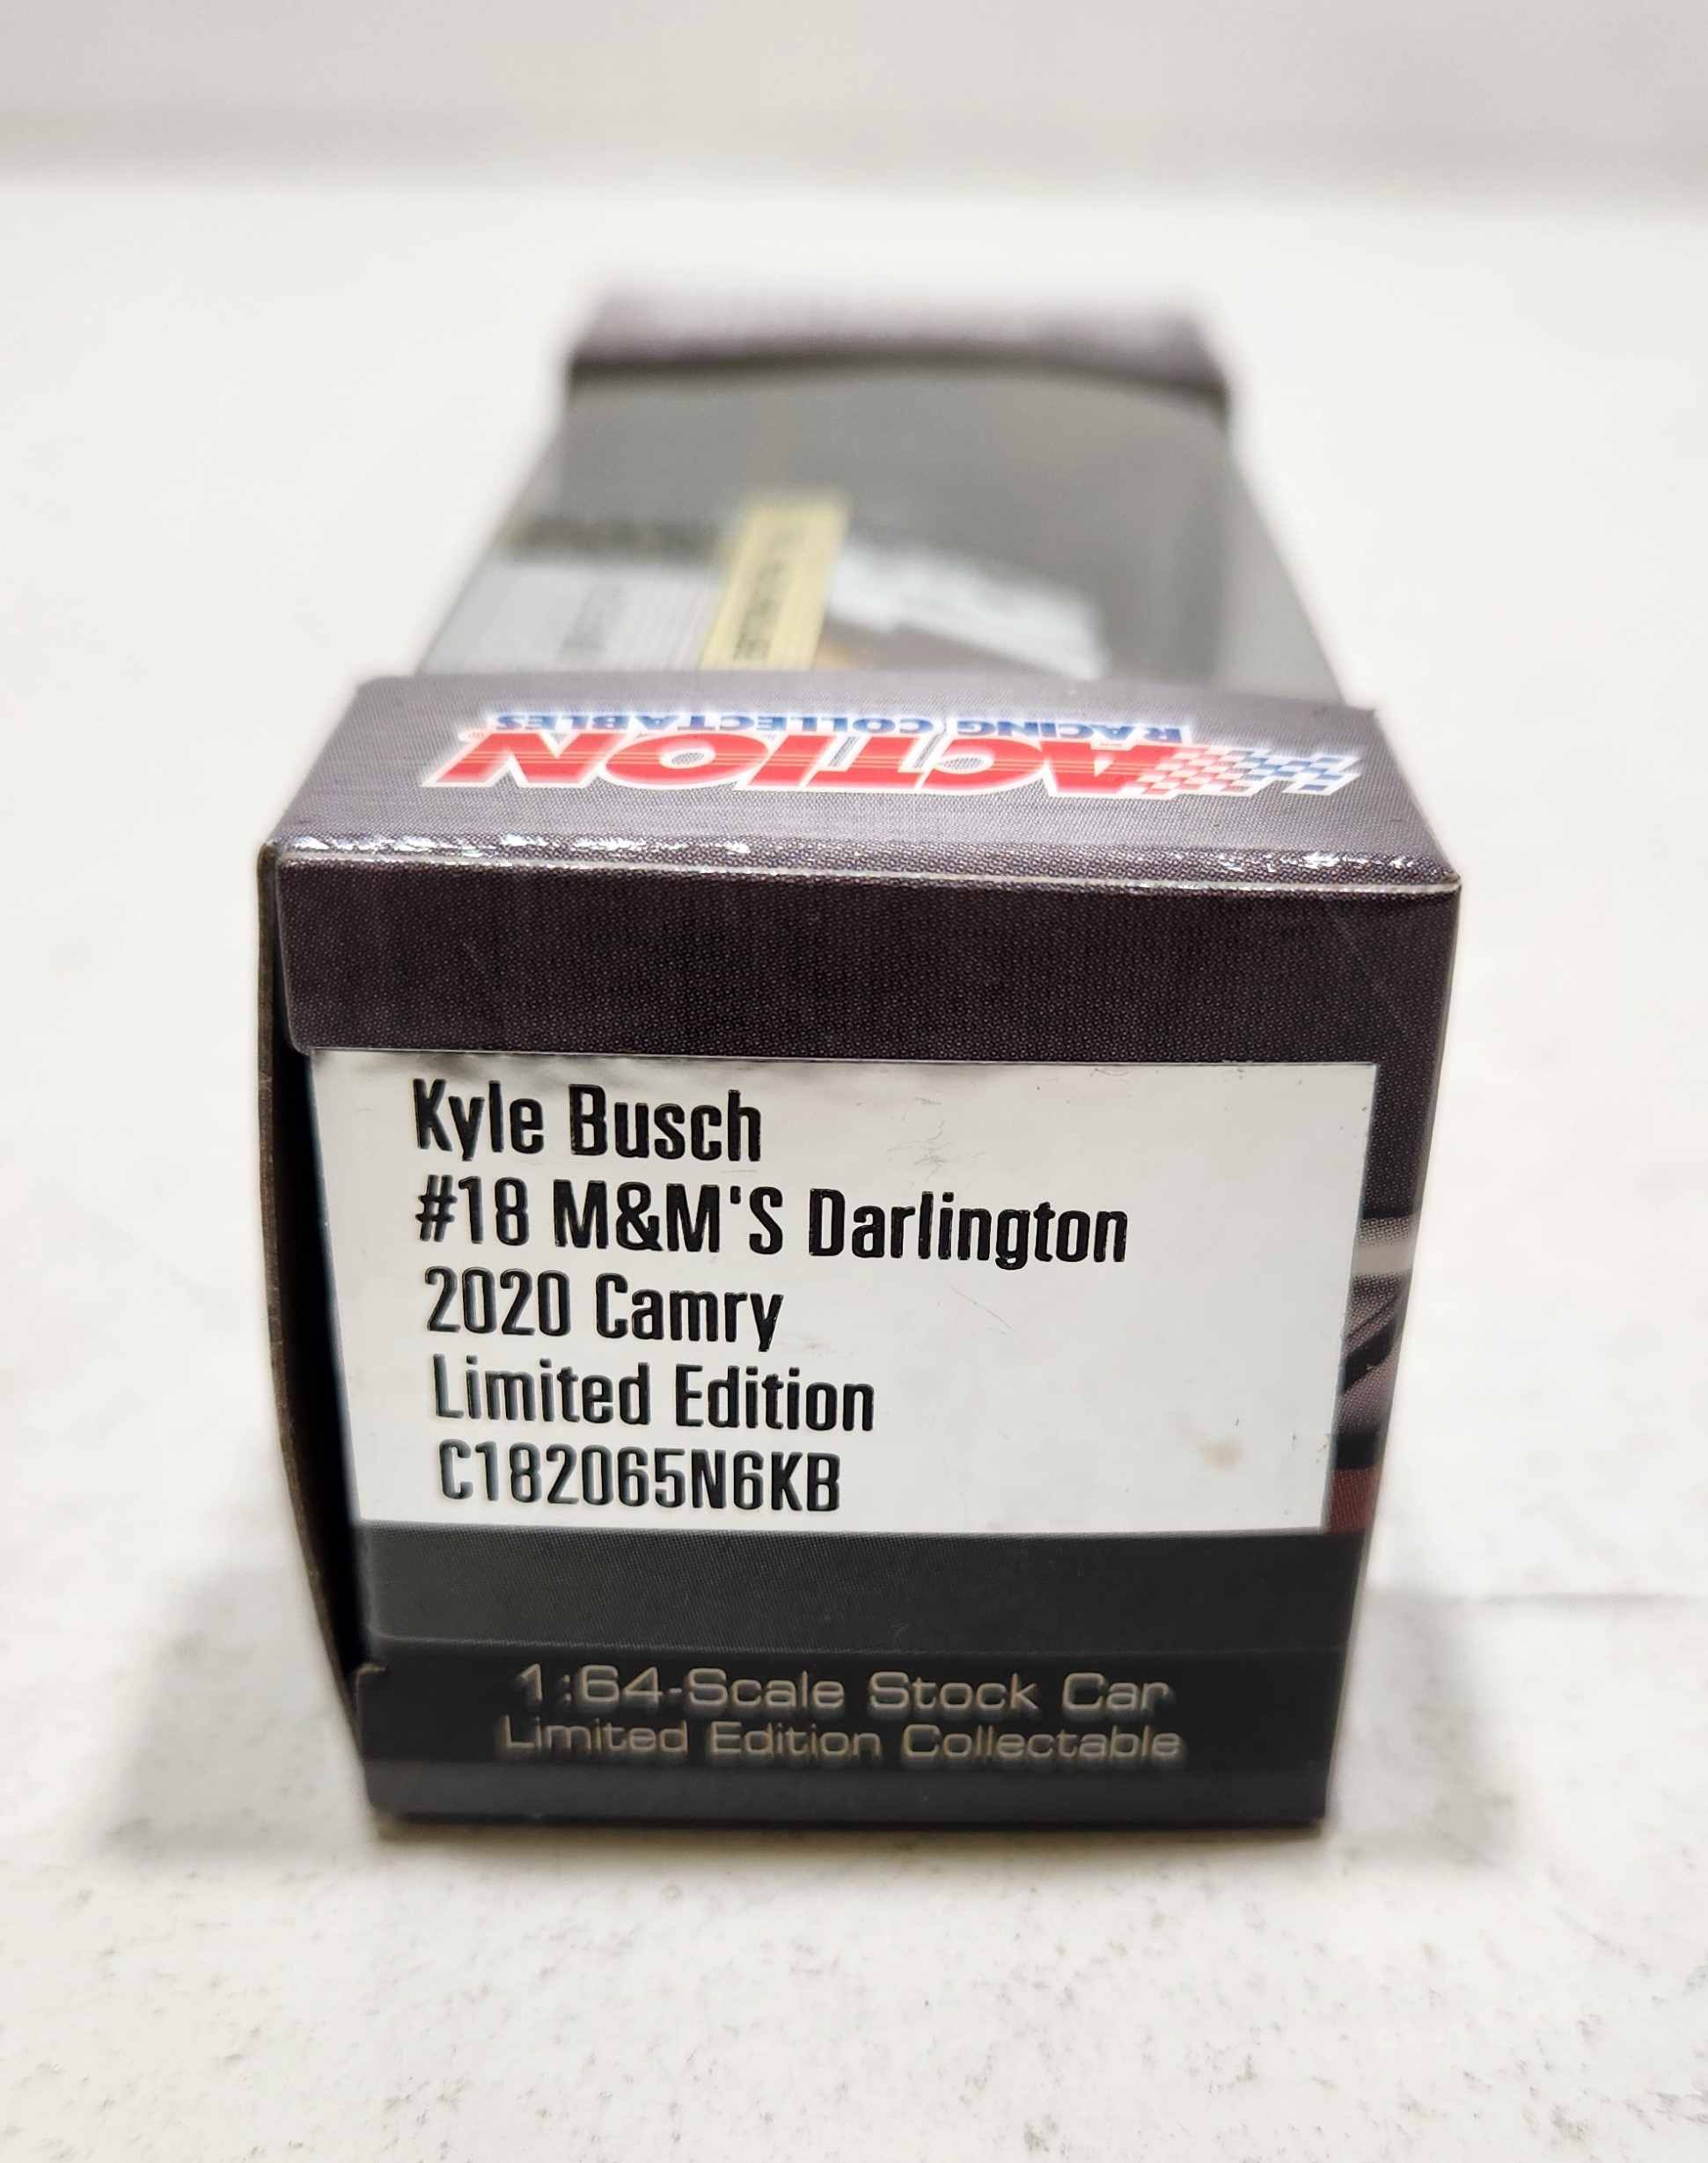 ACTION®
RACING COLLECTABLES
Kyle Busch
#18 M&M'S Darlington
2020 Camry
Limited Edition
C182065N6KB
1:64-Scale Stock Car
Limited Edition Collectable